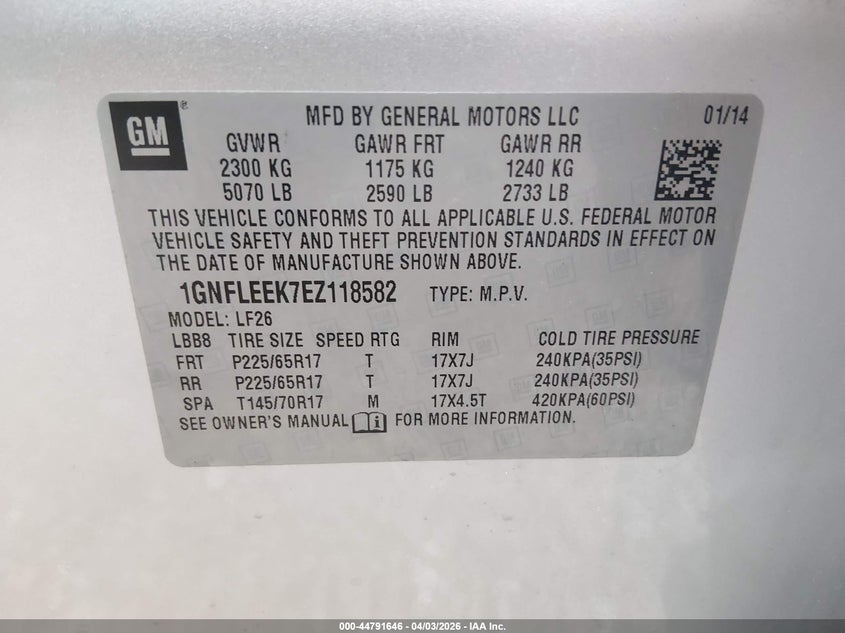 GM®
MFD BY GENERAL MOTORS LLC 01/14
GVWR GAWR FRT GAWR RR
2300 KG 1175 KG 1240 KG
5070 LB 2590 LB 2733 LB
THIS VEHICLE CONFORMS TO ALL APPLICABLE U.S. FEDERAL MOTOR
VEHICLE SAFETY AND THEFT PREVENTION STANDARDS IN EFFECT ON
THE DATE OF MANUFACTURE SHOWN ABOVE.
1GNFLEEK7EZ118582 TYPE: M.P.V.
MODEL: LF26
LBB8 TIRE SIZE SPEED RTG RIM COLD TIRE PRESSURE
FRT P225/65R17 T 17X7J 240KPA(35PSI)
RR P225/65R17 T 17X7J 240KPA(35PSI)
SPA T145/70R17 M 17X4.5T 420KPA(60PSI)
SEE OWNER'S MANUAL FOR MORE INFORMATION.
000-44791646 - 04/03/2026 - IAA Inc.